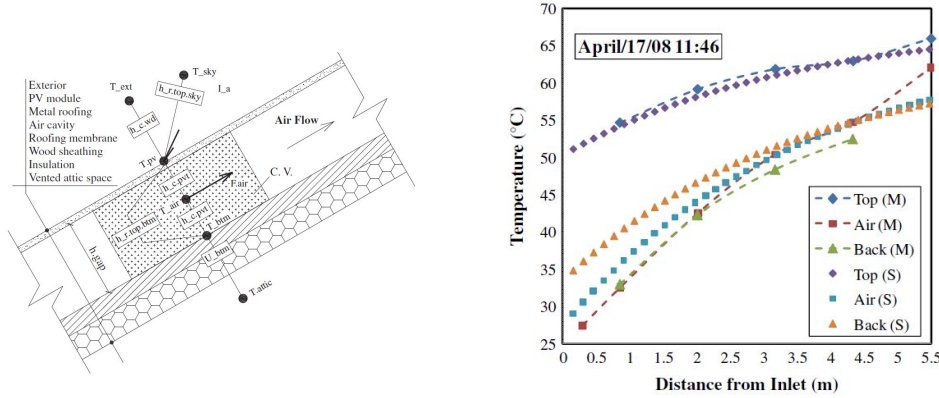 T_sky
T_ext
h_r.top.sky
I_a
Exterior
PV module
Metal roofing
Air cavity
Roofing membrane
Wood sheathing
Insulation
Vented attic space
h_c.wd
Air Flow
T.pv
h_c.pvt
F.air
C. V.
T_air
h_c.pvt
h_r.top.btm
T_btm
U_btm
h.gap
T.attic
70
65
60
55
50
45
40
35
30
25
Temperature (°C)
April/17/08 11:46
Top (M)
Air (M)
Back (M)
Top (S)
Air (S)
Back (S)
0 0.5 1 1.5 2 2.5 3 3.5 4 4.5 5 5.5
Distance from Inlet (m)